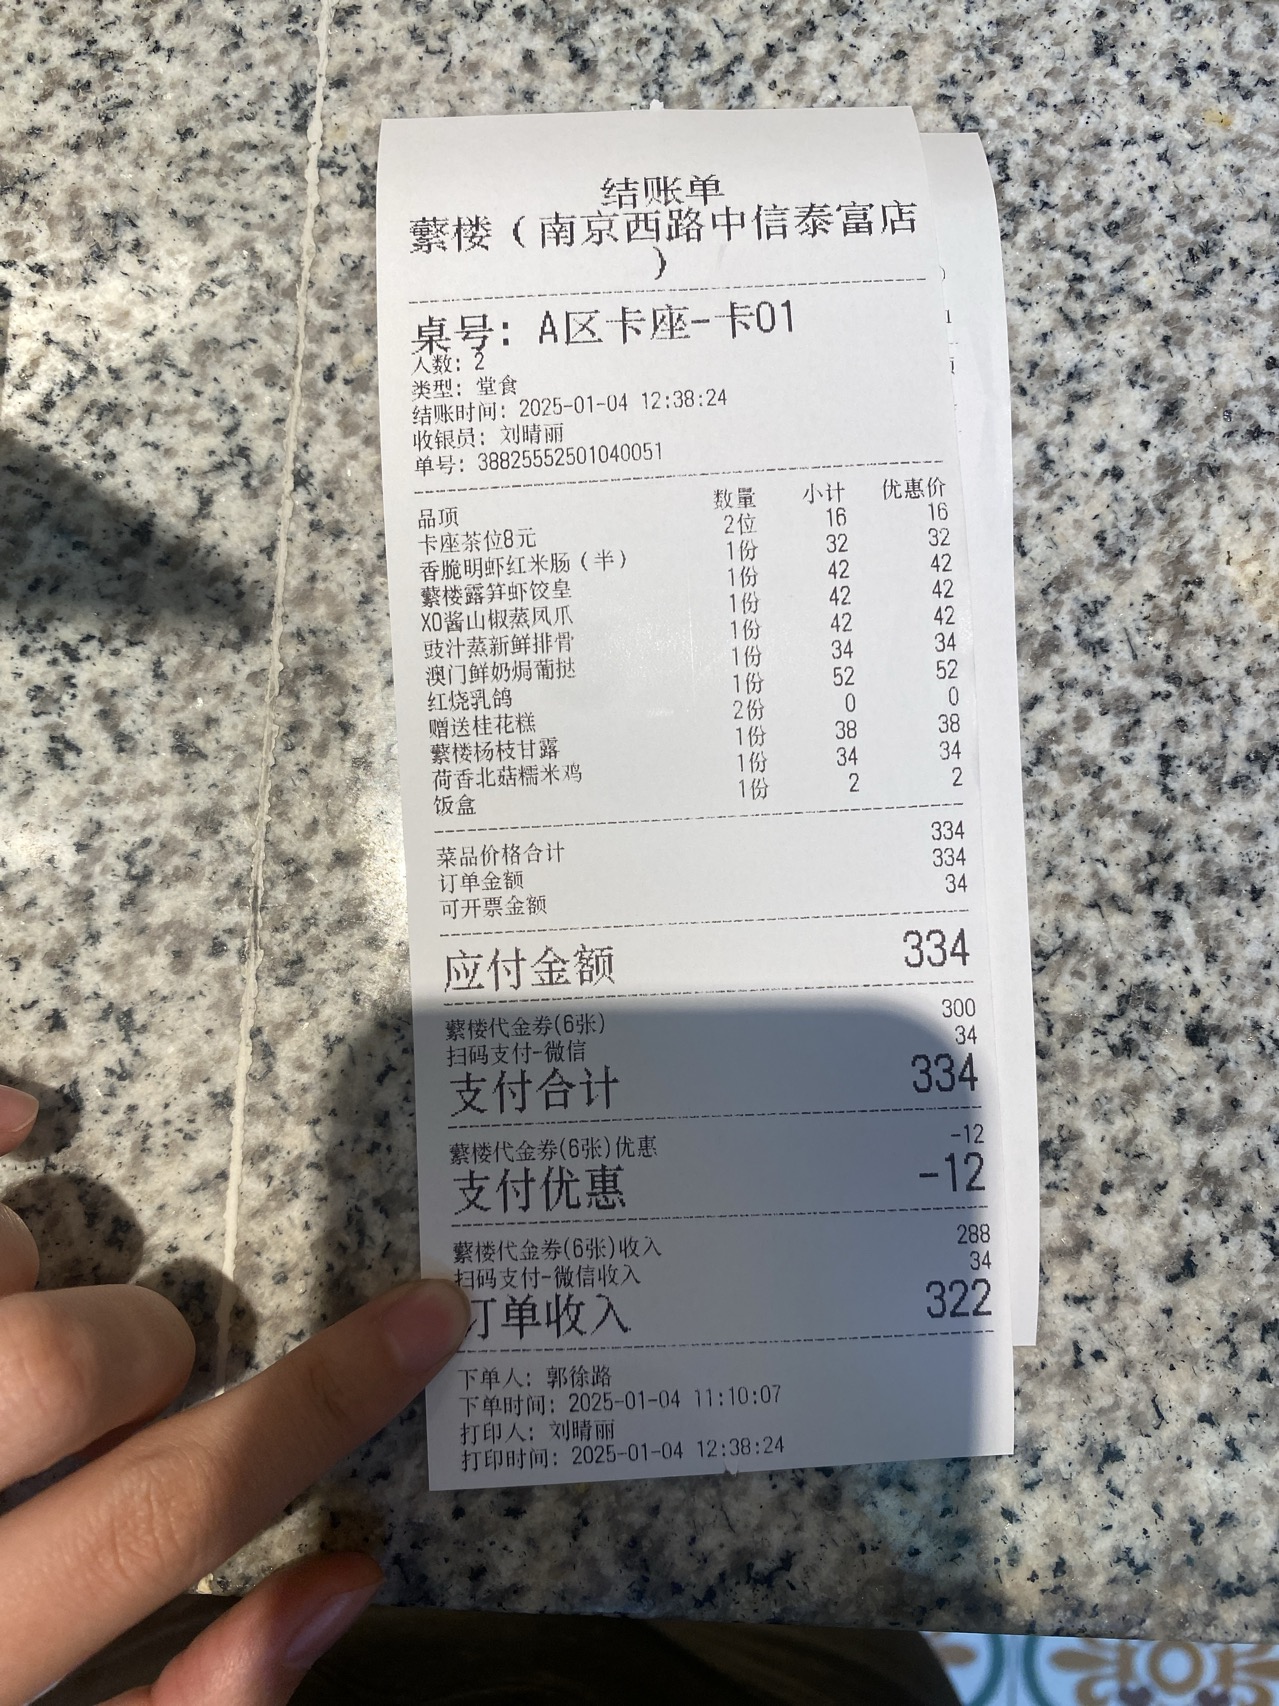 结账单
蘩楼（南京西路中信泰富店
）
桌号：A区卡座-卡01
人数：2
类型：堂食
结账时间：2025-01-04 12:38:24
收银员：刘晴丽
单号：38825552501040051
品项 数量 小计 优惠价
卡座茶位8元 2位 16 16
香脆明虾红米肠（半） 1份 32 32
蘩楼露笋虾饺皇 1份 42 42
XO酱山椒蒸凤爪 1份 42 42
豉汁蒸新鲜排骨 1份 42 42
澳门鲜奶焗葡挞 1份 34 34
红烧乳鸽 1份 52 52
赠送桂花糕 2份 0 0
蘩楼杨枝甘露 1份 38 38
荷香北菇糯米鸡 1份 34 34
饭盒 1份 2 2
菜品价格合计 334
订单金额 334
可开票金额 34
应付金额 334
蘩楼代金券(6张) 300
扫码支付-微信 34
支付合计 334
蘩楼代金券(6张)优惠 -12
支付优惠 -12
蘩楼代金券(6张)收入 288
扫码支付-微信收入 34
订单收入 322
下单人：郭徐路
下单时间：2025-01-04 11:10:07
打印人：刘晴丽
打印时间：2025-01-04 12:38:24